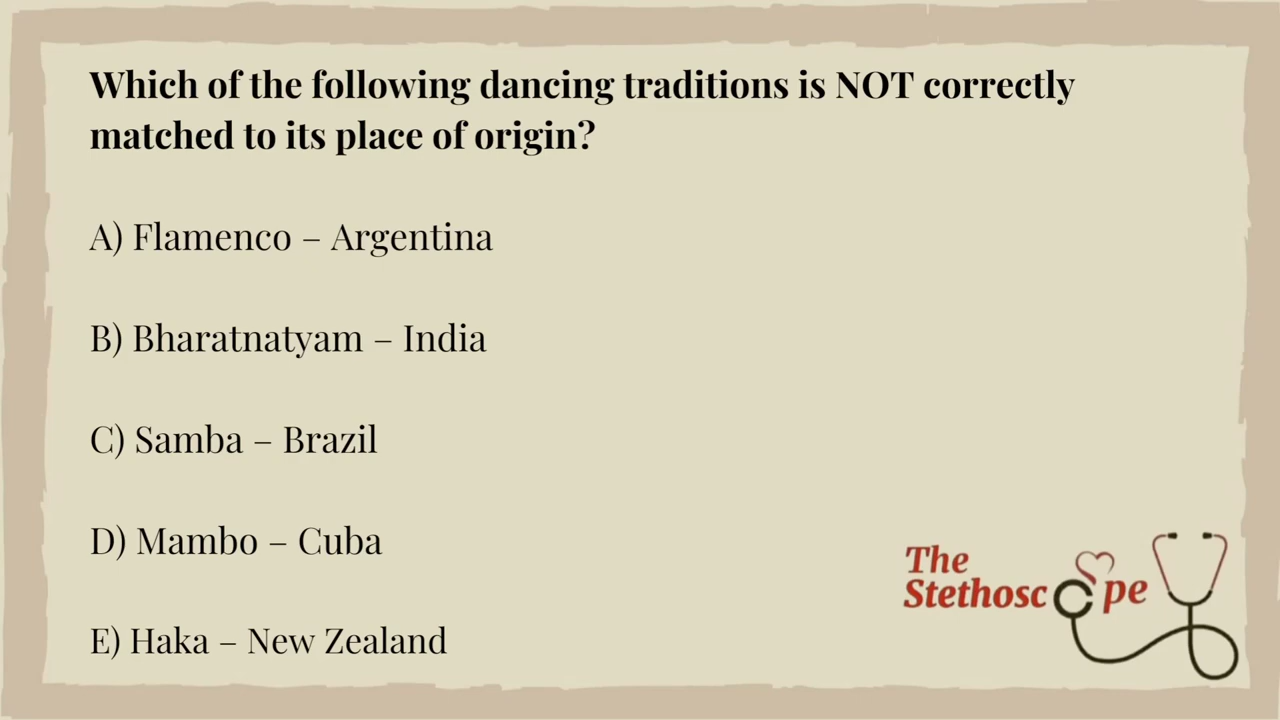 Which of the following dancing traditions is NOT correctly
matched to its place of origin?
A) Flamenco – Argentina
B) Bharatnatyam – India
C) Samba – Brazil
D) Mambo – Cuba
E) Haka – New Zealand
The
Stethoscope